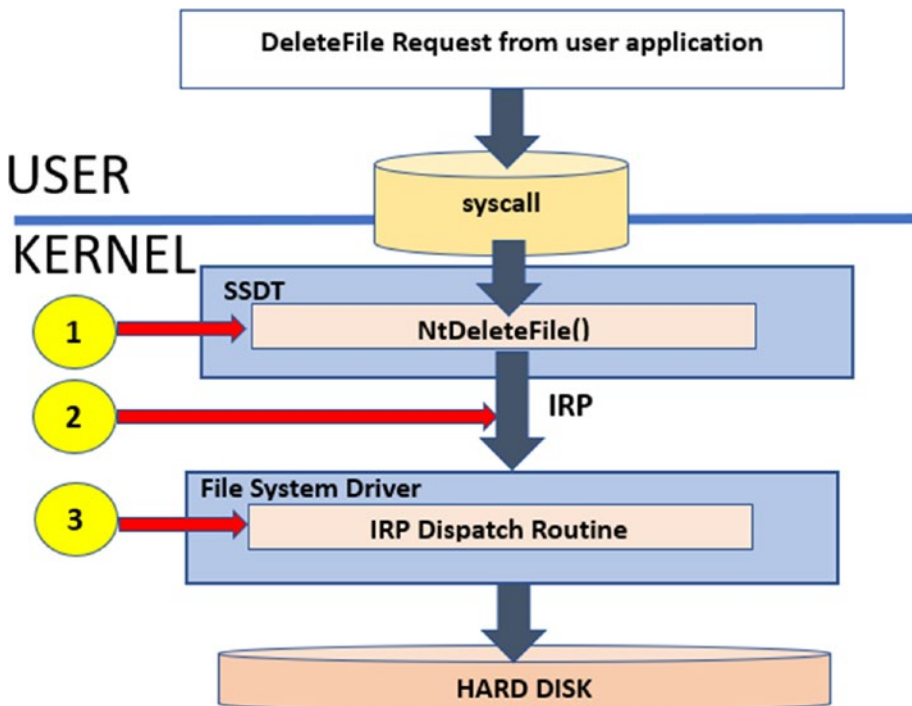 DeleteFile Request from user application
USER
syscall
KERNEL
SSDT
1
NtDeleteFile()
2
IRP
File System Driver
3
IRP Dispatch Routine
HARD DISK